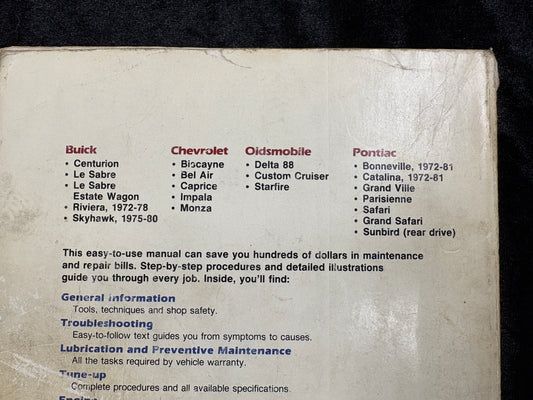 Buick
• Centurion
• Le Sabre
• Le Sabre
Estate Wagon
• Riviera, 1972-78
• Skyhawk, 1975-80
Chevrolet
• Biscayne
• Bel Air
• Caprice
• Impala
• Monza
Oldsmobile
• Delta 88
• Custom Cruiser
• Starfire
Pontiac
• Bonneville, 1972-81
• Catalina, 1972-81
• Grand Ville
• Parisienne
• Safari
• Grand Safari
• Sunbird (rear drive)
This easy-to-use manual can save you hundreds of dollars in maintenance
and repair bills. Step-by-step procedures and detailed illustrations
guide you through every job. Inside, you'll find:
General Information
Tools, techniques and shop safety.
Troubleshooting
Easy-to-follow text guides you from symptoms to causes.
Lubrication and Preventive Maintenance
All the tasks required by vehicle warranty.
Tune-up
Complete procedures and all available specifications.
Engine